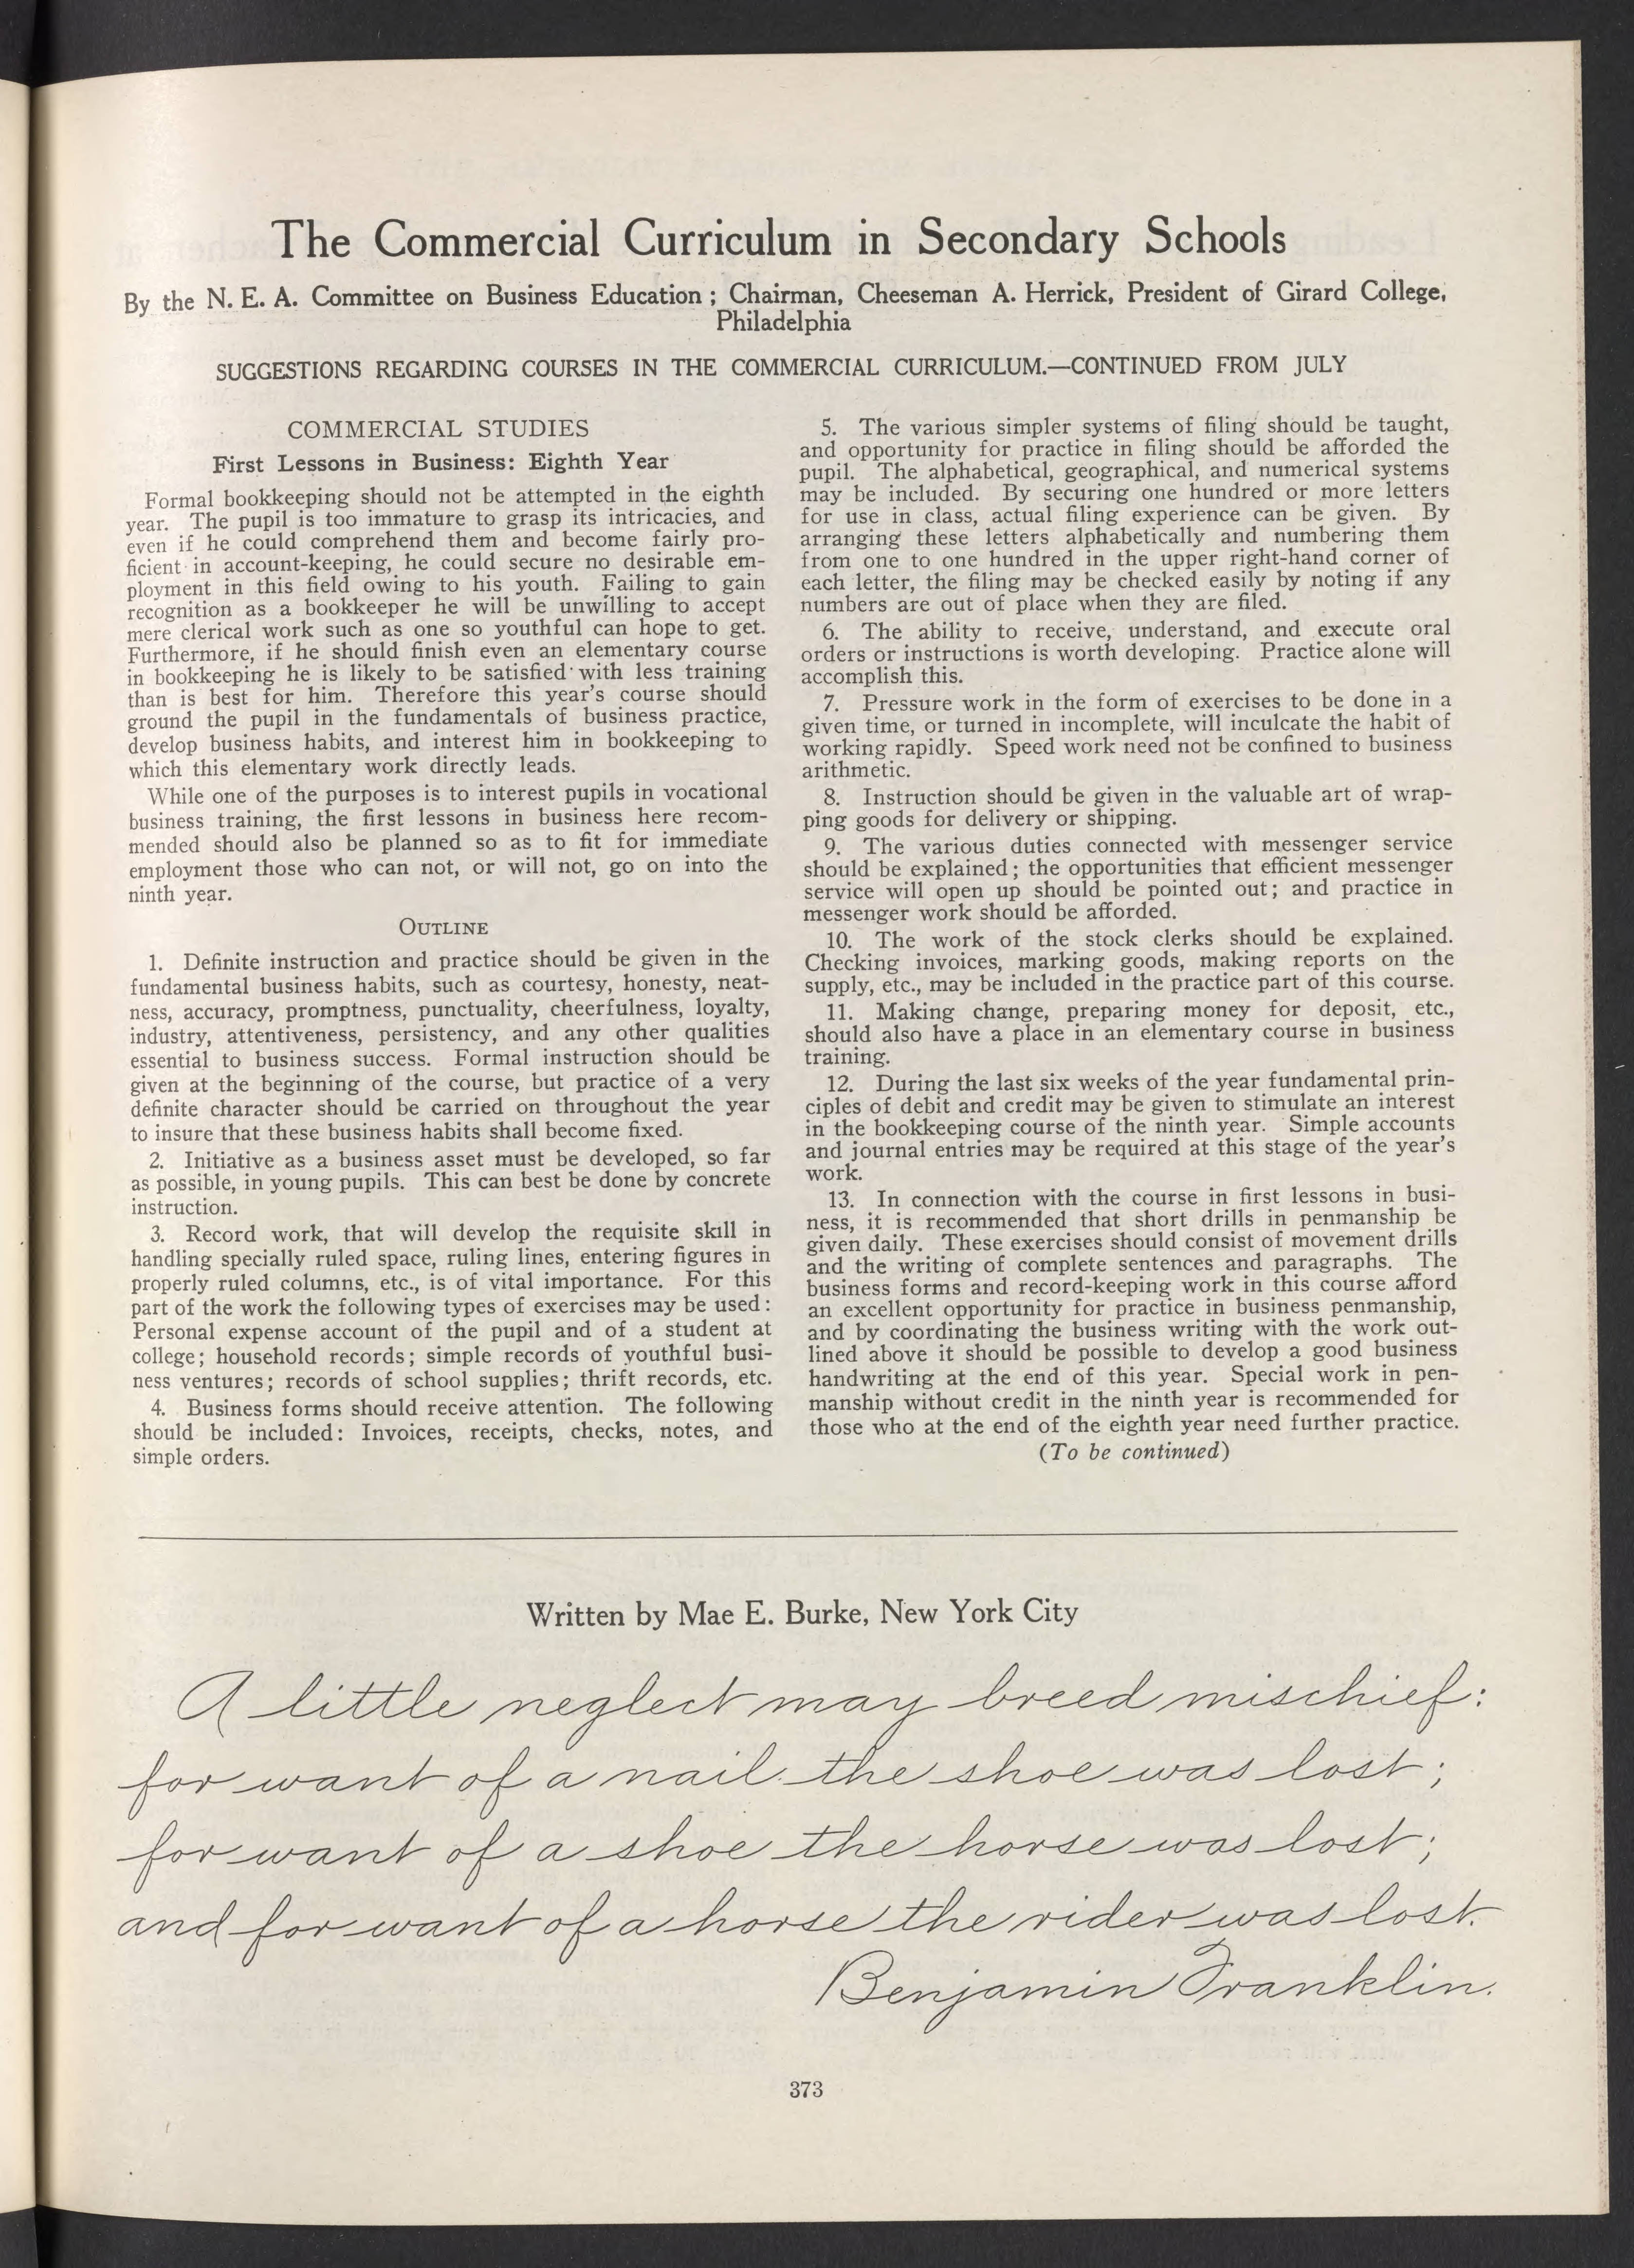 The Commercial Curriculum in Secondary Schools
By the N. E. A. Committee on Business Education; Chairman, Cheeseman A. Herrick, President of Girard College,
Philadelphia
SUGGESTIONS REGARDING COURSES IN THE COMMERCIAL CURRICULUM.—CONTINUED FROM JULY
COMMERCIAL STUDIES
First Lessons in Business: Eighth Year
Formal bookkeeping should not be attempted in the eighth
year. The pupil is too immature to grasp its intricacies, and
even if he could comprehend them and become fairly pro-
ficient in account-keeping, he could secure no desirable em-
ployment in this field owing to his youth. Failing to gain
recognition as a bookkeeper he will be unwilling to accept
mere clerical work such as one so youthful can hope to get.
Furthermore, if he should finish even an elementary course
in bookkeeping he is likely to be satisfied with less training
than is best for him. Therefore this year's course should
ground the pupil in the fundamentals of business practice,
develop business habits, and interest him in bookkeeping to
which this elementary work directly leads.
While one of the purposes is to interest pupils in vocational
business training, the first lessons in business here recom-
mended should also be planned so as to fit for immediate
employment those who can not, or will not, go on into the
ninth year.
OUTLINE
1. Definite instruction and practice should be given in the
fundamental business habits, such as courtesy, honesty, neat-
ness, accuracy, promptness, punctuality, cheerfulness, loyalty,
industry, attentiveness, persistency, and any other qualities
essential to business success. Formal instruction should be
given at the beginning of the course, but practice of a very
definite character should be carried on throughout the year
to insure that these business habits shall become fixed.
2. Initiative as a business asset must be developed, so far
as possible, in young pupils. This can best be done by concrete
instruction.
3. Record work, that will develop the requisite skill in
handling specially ruled space, ruling lines, entering figures in
properly ruled columns, etc., is of vital importance. For this
part of the work the following types of exercises may be used:
Personal expense account of the pupil and of a student at
college; household records; simple records of youthful busi-
ness ventures; records of school supplies; thrift records, etc.
4. Business forms should receive attention. The following
should be included: Invoices, receipts, checks, notes, and
simple orders.
5. The various simpler systems of filing should be taught,
and opportunity for practice in filing should be afforded the
pupil. The alphabetical, geographical, and numerical systems
may be included. By securing one hundred or more letters
for use in class, actual filing experience can be given. By
arranging these letters alphabetically and numbering them
from one to one hundred in the upper right-hand corner of
each letter, the filing may be checked easily by noting if any
numbers are out of place when they are filed.
6. The ability to receive, understand, and execute oral
orders or instructions is worth developing. Practice alone will
accomplish this.
7. Pressure work in the form of exercises to be done in a
given time, or turned in incomplete, will inculcate the habit of
working rapidly. Speed work need not be confined to business
arithmetic.
8. Instruction should be given in the valuable art of wrap-
ping goods for delivery or shipping.
9. The various duties connected with messenger service
should be explained; the opportunities that efficient messenger
service will open up should be pointed out; and practice in
messenger work should be afforded.
10. The work of the stock clerks should be explained.
Checking invoices, marking goods, making reports on the
supply, etc., may be included in the practice part of this course.
11. Making change, preparing money for deposit, etc.,
should also have a place in an elementary course in business
training.
12. During the last six weeks of the year fundamental prin-
ciples of debit and credit may be given to stimulate an interest
in the bookkeeping course of the ninth year. Simple accounts
and journal entries may be required at this stage of the year's
work.
13. In connection with the course in first lessons in busi-
ness, it is recommended that short drills in penmanship be
given daily. These exercises should consist of movement drills
and the writing of complete sentences and paragraphs. The
business forms and record-keeping work in this course afford
an excellent opportunity for practice in business penmanship,
and by coordinating the business writing with the work out-
lined above it should be possible to develop a good business
handwriting at the end of this year. Special work in pen-
manship without credit in the ninth year is recommended for
those who at the end of the eighth year need further practice.
(To be continued)
Written by Mae E. Burke, New York City
A little neglect may breed mischief:
for want of a nail the shoe was lost;
for want of a shoe the horse was lost;
and for want of a horse the rider was lost.
Benjamin Franklin.
373